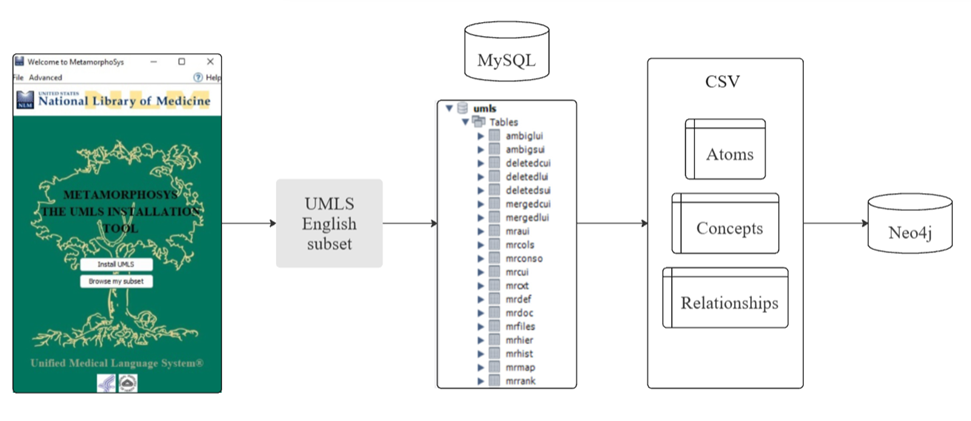 Welcome to MetamorphoSys
File Advanced
Help
UNITED STATES
National Library of Medicine
NLM
NLM
METAMORPHOSYS
THE UMLS INSTALLATION
TOOL
Install UMLS
Browse my subset
Unified Medical Language System®
UMLS
English
subset
MySQL
umls
Tables
ambiglui
ambigsui
deletedcui
deletedlui
deletedsui
mergedcui
mergedlui
mraui
mrcols
mrconso
mrcui
mrcxt
mrdef
mrdoc
mrfiles
mrhier
mrhist
mrmap
mrrank
CSV
Atoms
Concepts
Relationships
Neo4j